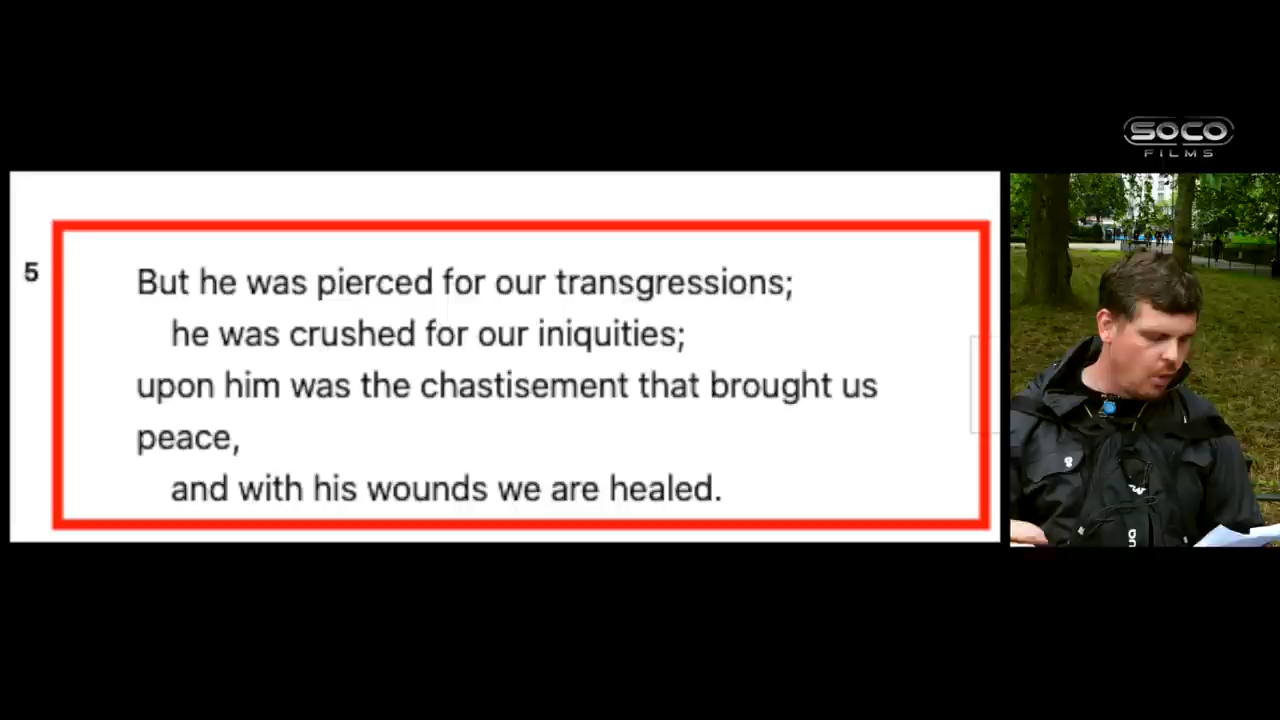 SOCO
FILMS
5
But he was pierced for our transgressions;
he was crushed for our iniquities;
upon him was the chastisement that brought us
peace,
and with his wounds we are healed.